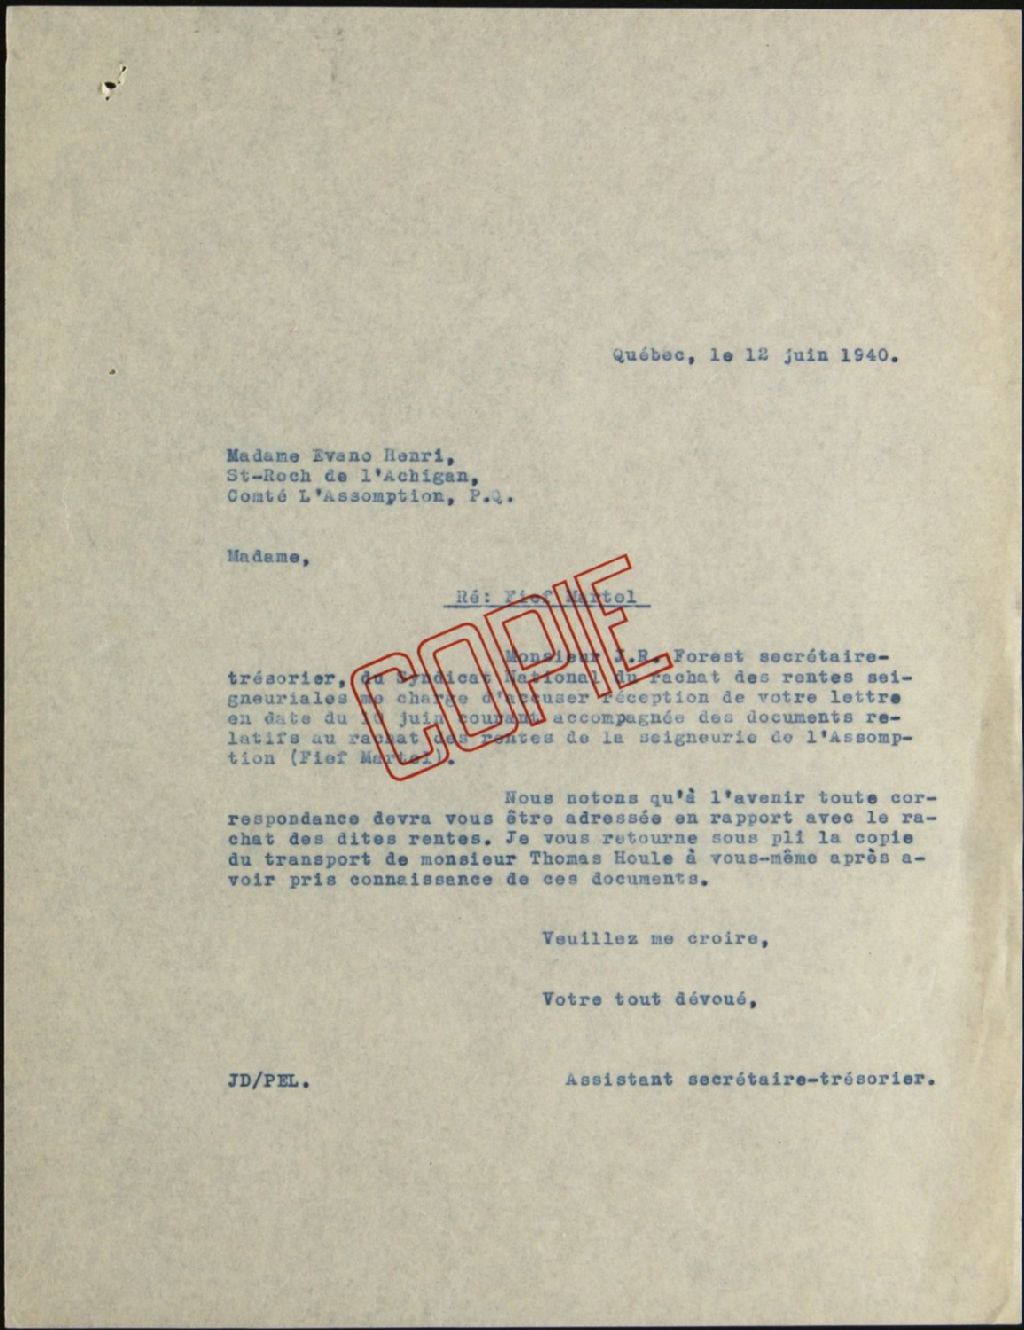 Québec, le 12 juin 1940.
Madame Evano Henri,
St-Roch de l'Achigan,
Comté L'Assomption, P.Q.
Madame,
Ré: Fief Martel
COPIE
Monsieur J.R. Forest secrétaire-
trésorier, du Syndicat National du rachat des rentes sei-
gneuriales me charge d'accuser réception de votre lettre
en date du 10 juin courant accompagnée des documents re-
latifs au rachat des rentes de la seigneurie de l'Assomp-
tion (Fief Martel).
Nous notons qu'à l'avenir toute cor-
respondance devra vous être adressée en rapport avec le ra-
chat des dites rentes. Je vous retourne sous pli la copie
du transport de monsieur Thomas Houle à vous-même après a-
voir pris connaissance de ces documents.
Veuillez me croire,
Votre tout dévoué,
JD/PEL. Assistant secrétaire-trésorier.